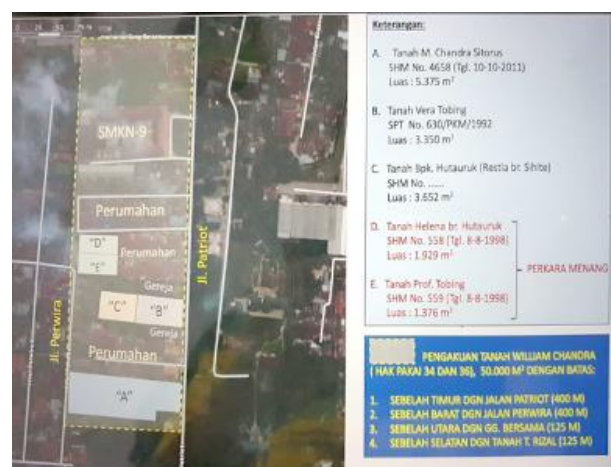 SMKN-9
Perumahan
"D"
Perumahan
"E"
Gereja
"C"
"B"
Gereja
Perumahan
"A"
Jl. Perwira
Jl. Patriot
Keterangan:
A. Tanah M. Chandra Sitorus
SHM No. 4658 (Tgl. 10-10-2011)
Luas : 5.375 m²
B. Tanah Vera Tobing
SPT No. 630/PKM/1992
Luas : 3.350 m²
C. Tanah Bpk. Hutauruk (Restia br. Sihite)
SHM No. ......
Luas : 3.652 m²
D. Tanah Helena br. Hutauruk
SHM No. 558 (Tgl. 8-8-1998)
Luas : 1.929 m²
E. Tanah Prof. Tobing
SHM No. 559 (Tgl. 8-8-1998)
Luas : 1.376 m²
PERKARA MENANG
PENGAKUAN TANAH WILLIAM CHANDRA
( HAK PAKAI 34 DAN 36), 50.000 M² DENGAN BATAS:
1. SEBELAH TIMUR DGN JALAN PATRIOT (400 M)
2. SEBELAH BARAT DGN JALAN PERWIRA (400 M)
3. SEBELAH UTARA DGN GG. BERSAMA (125 M)
4. SEBELAH SELATAN DGN TANAH T. RIZAL (125 M)